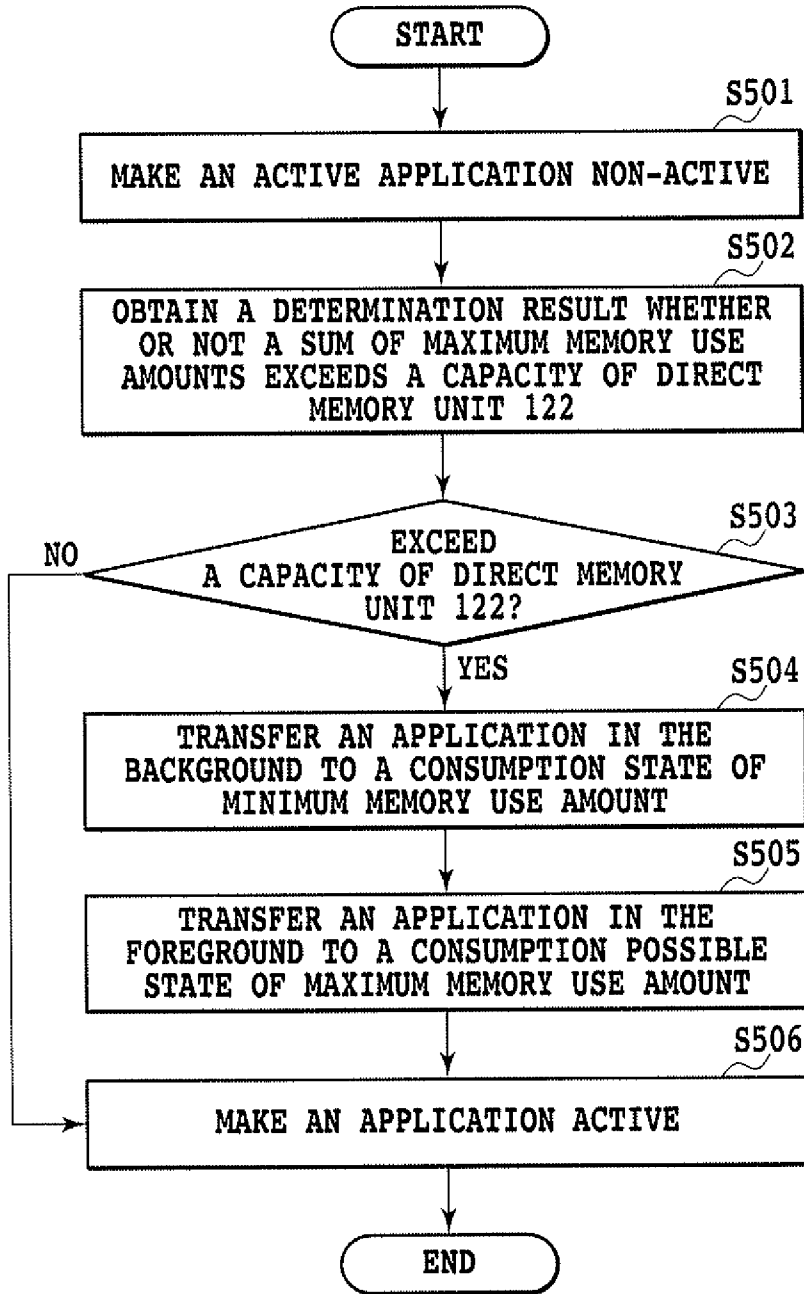 START
S501
MAKE AN ACTIVE APPLICATION NON-ACTIVE
S502
OBTAIN A DETERMINATION RESULT WHETHER
OR NOT A SUM OF MAXIMUM MEMORY USE
AMOUNTS EXCEEDS A CAPACITY OF DIRECT
MEMORY UNIT 122
S503
NO
EXCEED
A CAPACITY OF DIRECT MEMORY
UNIT 122?
YES
S504
TRANSFER AN APPLICATION IN THE
BACKGROUND TO A CONSUMPTION STATE OF
MINIMUM MEMORY USE AMOUNT
S505
TRANSFER AN APPLICATION IN THE
FOREGROUND TO A CONSUMPTION POSSIBLE
STATE OF MAXIMUM MEMORY USE AMOUNT
S506
MAKE AN APPLICATION ACTIVE
END